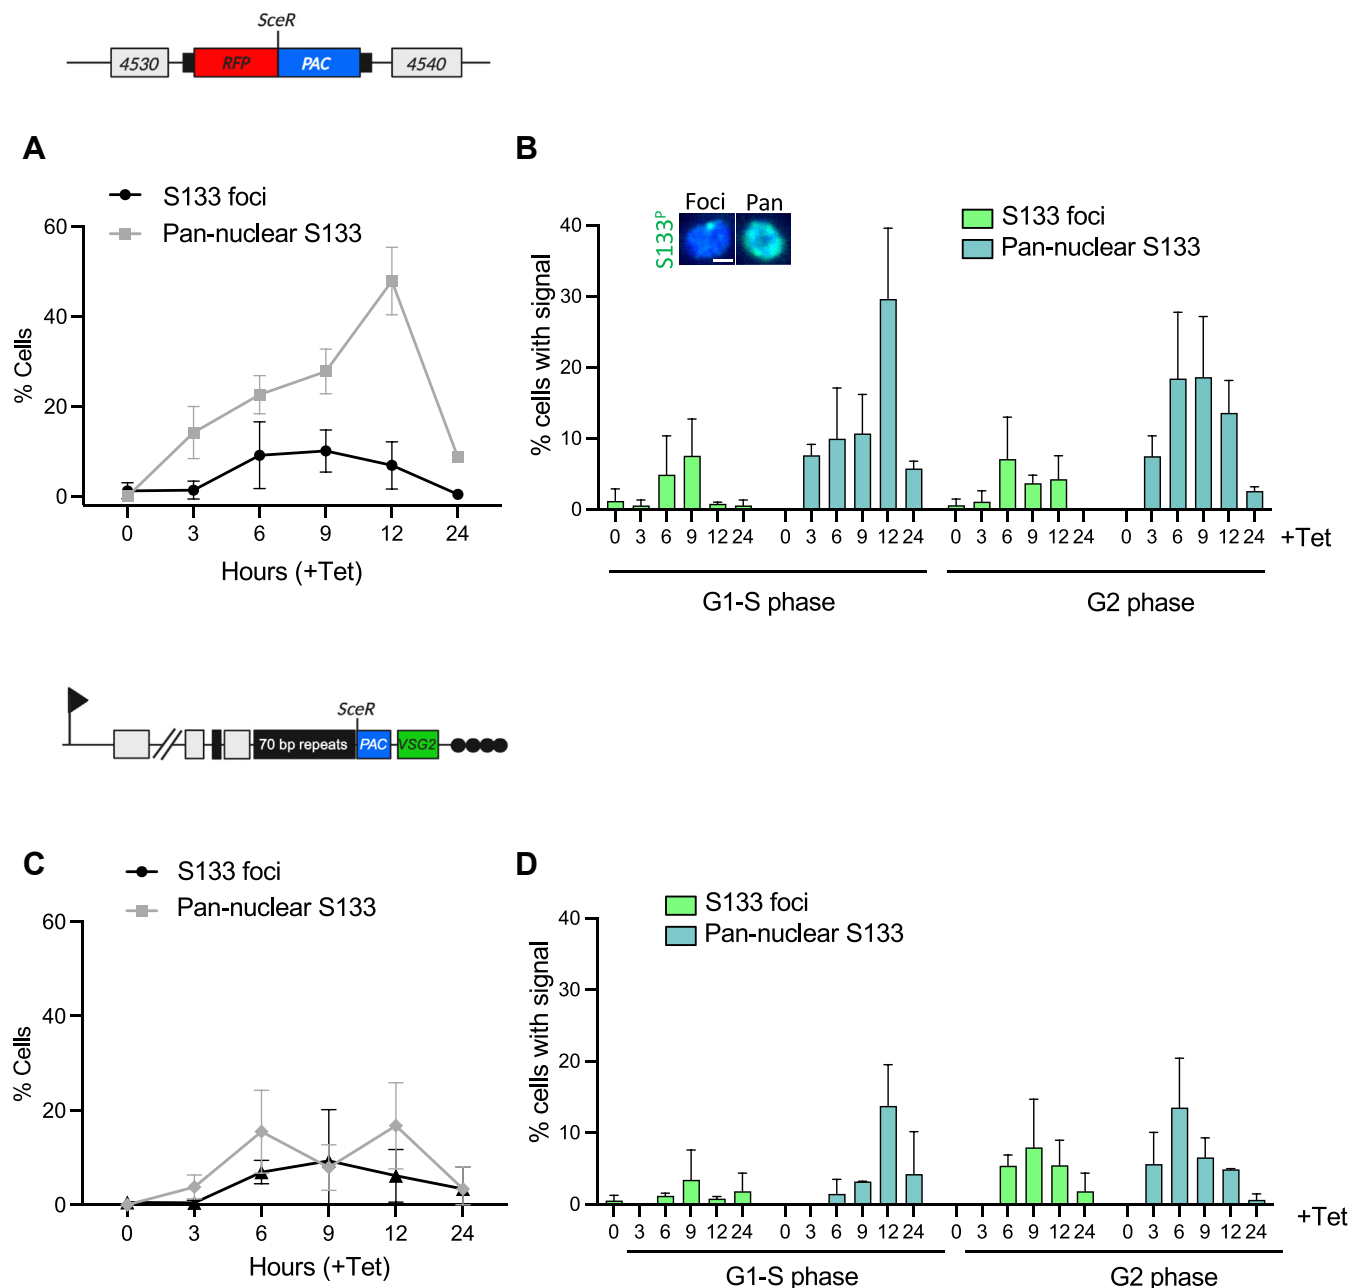 SceR
4530 RFP PAC 4540
A
S133 foci
Pan-nuclear S133
60
40
20
0
% Cells
0 3 6 9 12 24
Hours (+Tet)
B
Foci Pan
S133P
S133 foci
Pan-nuclear S133
40
30
20
10
0
% cells with signal
0 3 6 9 12 24 0 3 6 9 12 24 0 3 6 9 12 24 0 3 6 9 12 24 +Tet
G1-S phase G2 phase
SceR
70 bp repeats PAC VSG2
C
S133 foci
Pan-nuclear S133
60
40
20
0
% Cells
0 3 6 9 12 24
Hours (+Tet)
D
S133 foci
Pan-nuclear S133
40
30
20
10
0
% cells with signal
0 3 6 9 12 24 0 3 6 9 12 24 0 3 6 9 12 24 0 3 6 9 12 24 +Tet
G1-S phase G2 phase